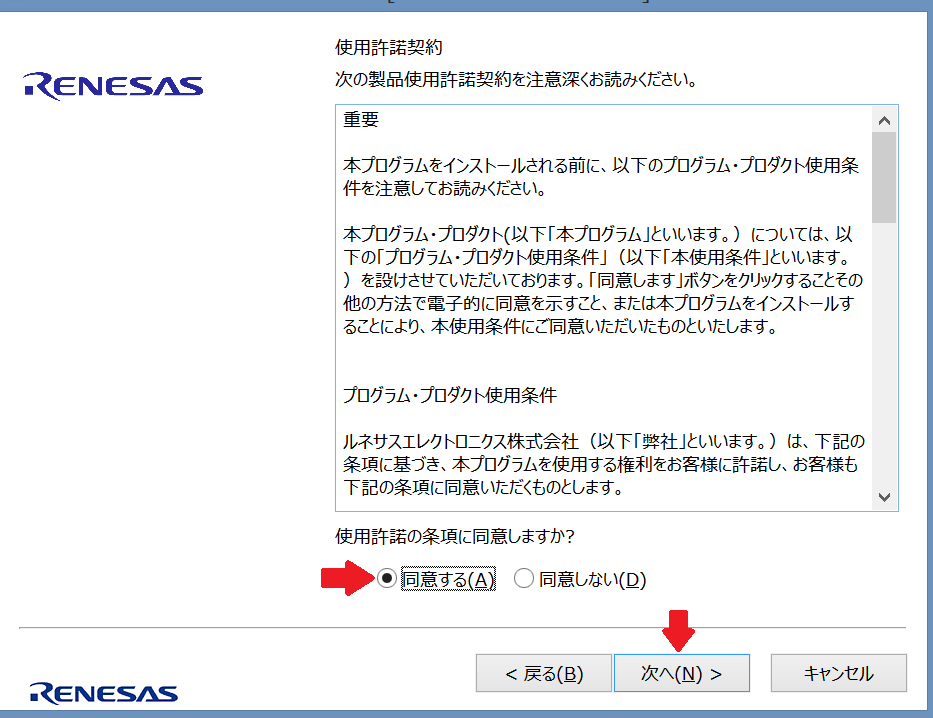 使用許諾契約
RENESAS
次の製品使用許諾契約を注意深くお読みください。
重要
本プログラムをインストールされる前に、以下のプログラム・プロダクト使用条
件を注意してお読みください。
本プログラム・プロダクト(以下「本プログラム」といいます。）については、以
下の「プログラム・プロダクト使用条件」（以下「本使用条件」といいます。
）を設けさせていただいております。「同意します」ボタンをクリックすることその
他の方法で電子的に同意を示すこと、または本プログラムをインストールす
ることにより、本使用条件にご同意いただいたものといたします。
プログラム・プロダクト使用条件
ルネサスエレクトロニクス株式会社（以下「弊社」といいます。）は、下記の
条項に基づき、本プログラムを使用する権利をお客様に許諾し、お客様も
下記の条項に同意いただくものとします。
使用許諾の条項に同意しますか?
同意する(A) 同意しない(D)
< 戻る(B) 次へ(N) > キャンセル
RENESAS